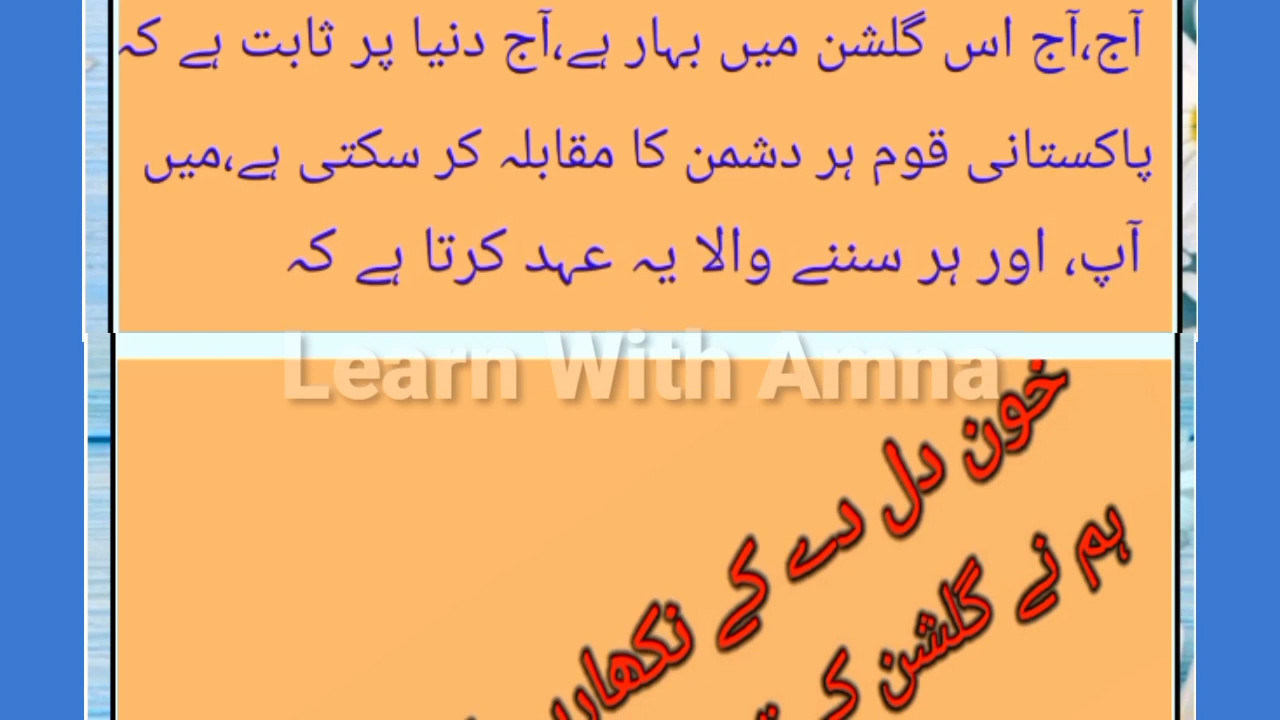 آج،آج اس گلشن میں بہار ہے،آج دنیا پر ثابت ہے کہ
پاکستانی قوم ہر دشمن کا مقابلہ کر سکتی ہے،میں
آپ، اور ہر سننے والا یہ عہد کرتا ہے کہ
Learn With Amna
خون دل دے کے
ہم نے گلشن کے